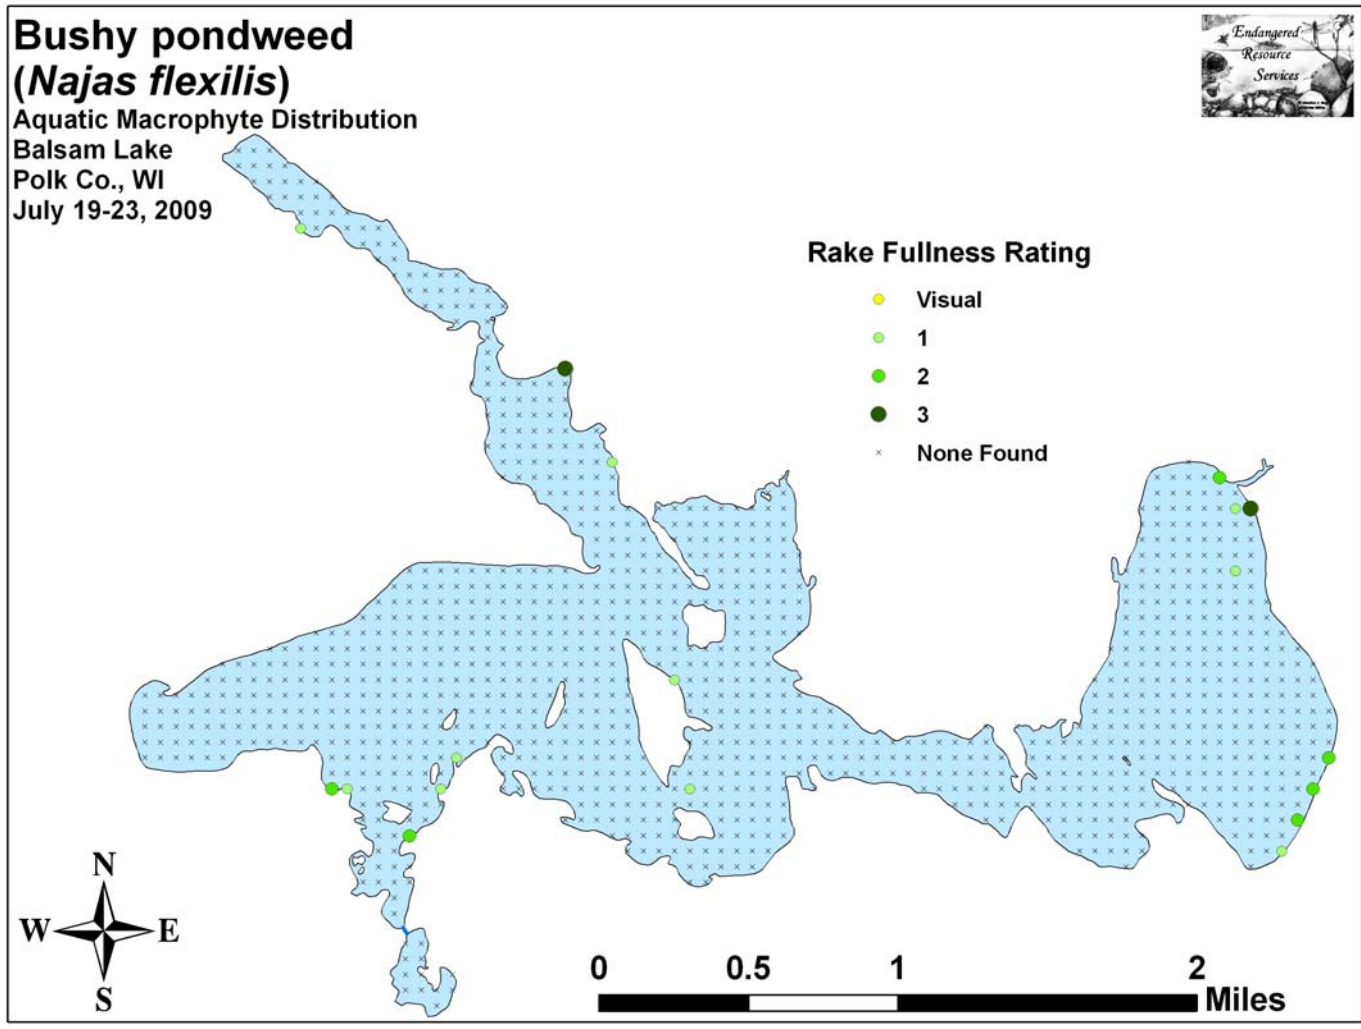 Bushy pondweed
(Najas flexilis)
Aquatic Macrophyte Distribution
Balsam Lake
Polk Co., WI
July 19-23, 2009
Endangered
Resource
Services
Rake Fullness Rating
Visual
1
2
3
None Found
N
W E
S
0 0.5 1 2
Miles